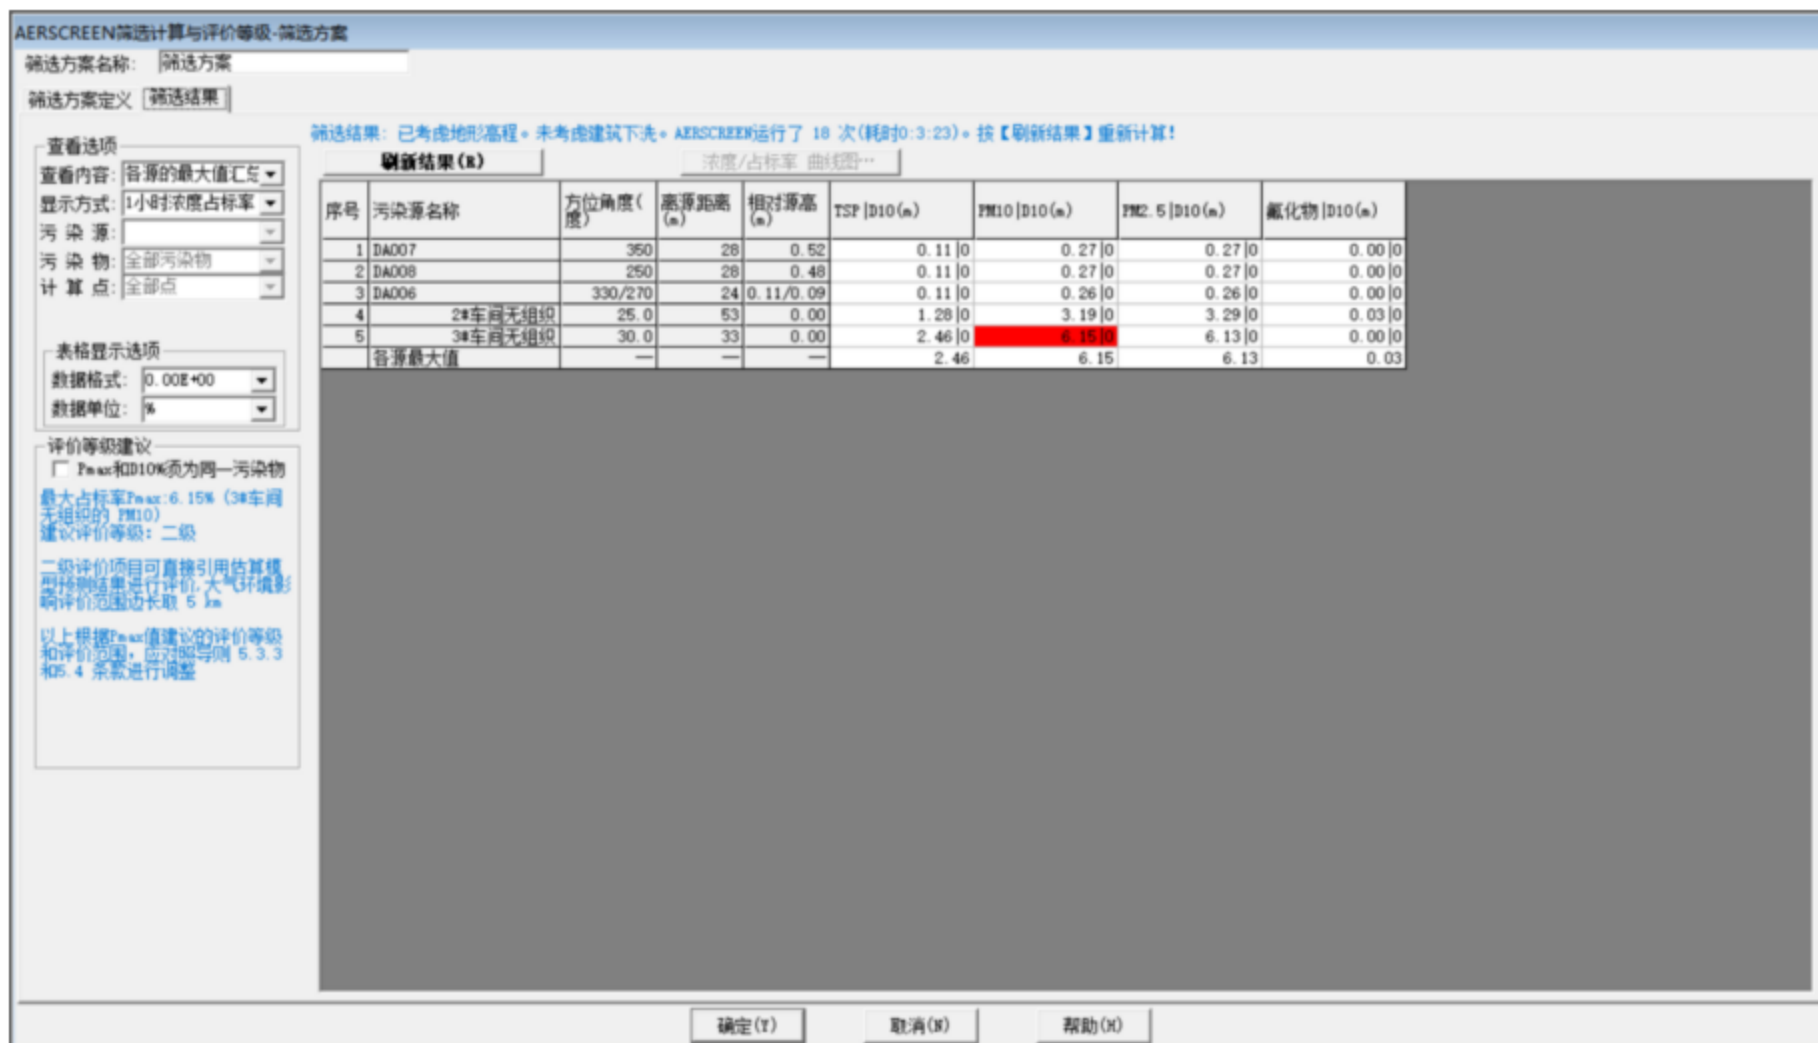 AERSCREEN筛选计算与评价等级-筛选方案
筛选方案名称： 筛选方案
筛选方案定义 筛选结果
筛选结果：已考虑地形高程。未考虑建筑下洗。AERSCREEN运行了 18 次(耗时0:3:23)。按【刷新结果】重新计算！
刷新结果(R) 浓度/占标率 曲线图…
查看选项
查看内容： 各源的最大值汇总
显示方式： 1小时浓度占标率
污 染 源：
污 染 物： 全部污染物
计 算 点： 全部点
表格显示选项
数据格式： 0.00E+00
数据单位： %
评价等级建议
Pmax和D10%须为同一污染物
最大占标率Pmax:6.15% (3#车间
无组织的 PM10)
建议评价等级：二级
二级评价项目可直接引用估算模
型预测结果进行评价,大气环境影
响评价范围边长取 5 km
以上根据Pmax值建议的评价等级
和评价范围，应对照导则 5.3.3
和5.4 条款进行调整
序号 污染源名称 方位角度(度) 离源距离(m) 相对源高(m) TSP|D10(m) PM10|D10(m) PM2.5|D10(m) 氟化物|D10(m)
1 DA007 350 28 0.52 0.11|0 0.27|0 0.27|0 0.00|0
2 DA008 250 28 0.48 0.11|0 0.27|0 0.27|0 0.00|0
3 DA006 330/270 24 0.11/0.09 0.11|0 0.26|0 0.26|0 0.00|0
4 2#车间无组织 25.0 53 0.00 1.28|0 3.19|0 3.29|0 0.03|0
5 3#车间无组织 30.0 33 0.00 2.46|0 6.15|0 6.13|0 0.00|0
各源最大值 — — — 2.46 6.15 6.13 0.03
确定(Y) 取消(N) 帮助(H)